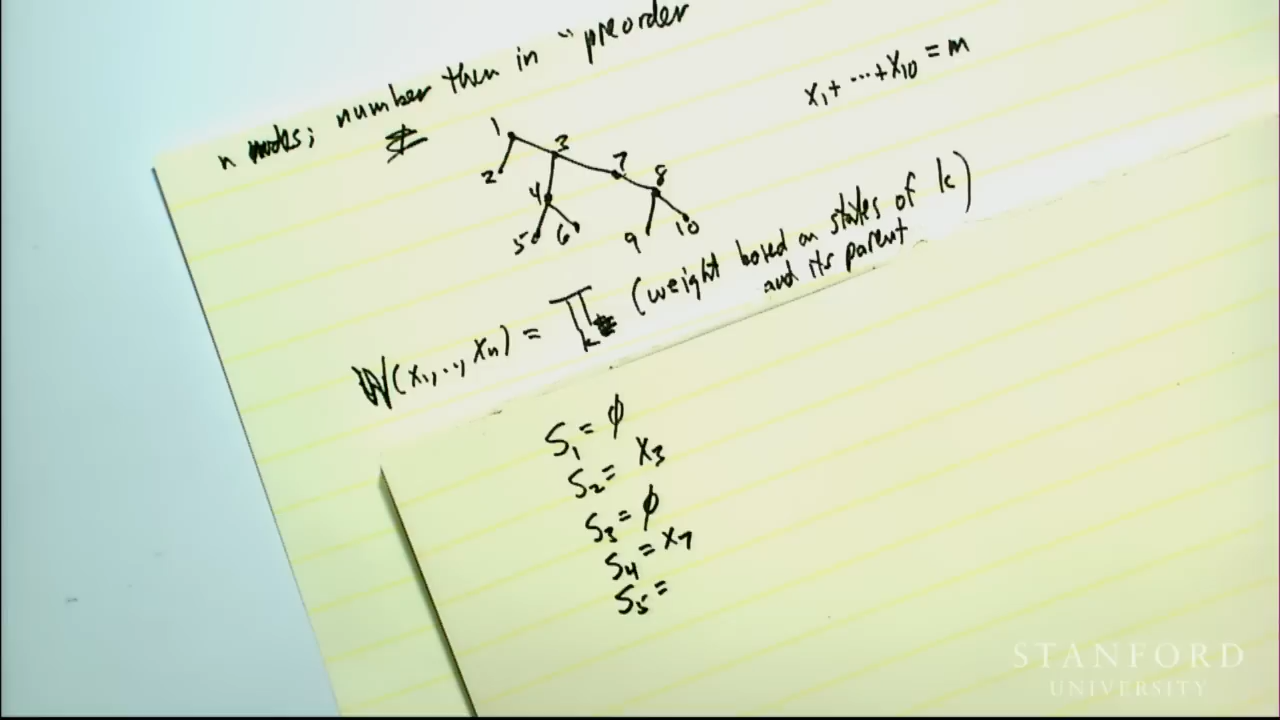 n nodes; number then in "preorder
x₁ + ⋯ + x₁₀ = m
1
3
7
2
4
8
5
6
9
10
W(x₁, .., xₙ) = ∏ₖ (weight based on states of k)
and its parent
S₁ = ϕ
S₂ = x₃
S₃ = ϕ
S₄ = x₇
S₅ =
STANFORD
UNIVERSITY